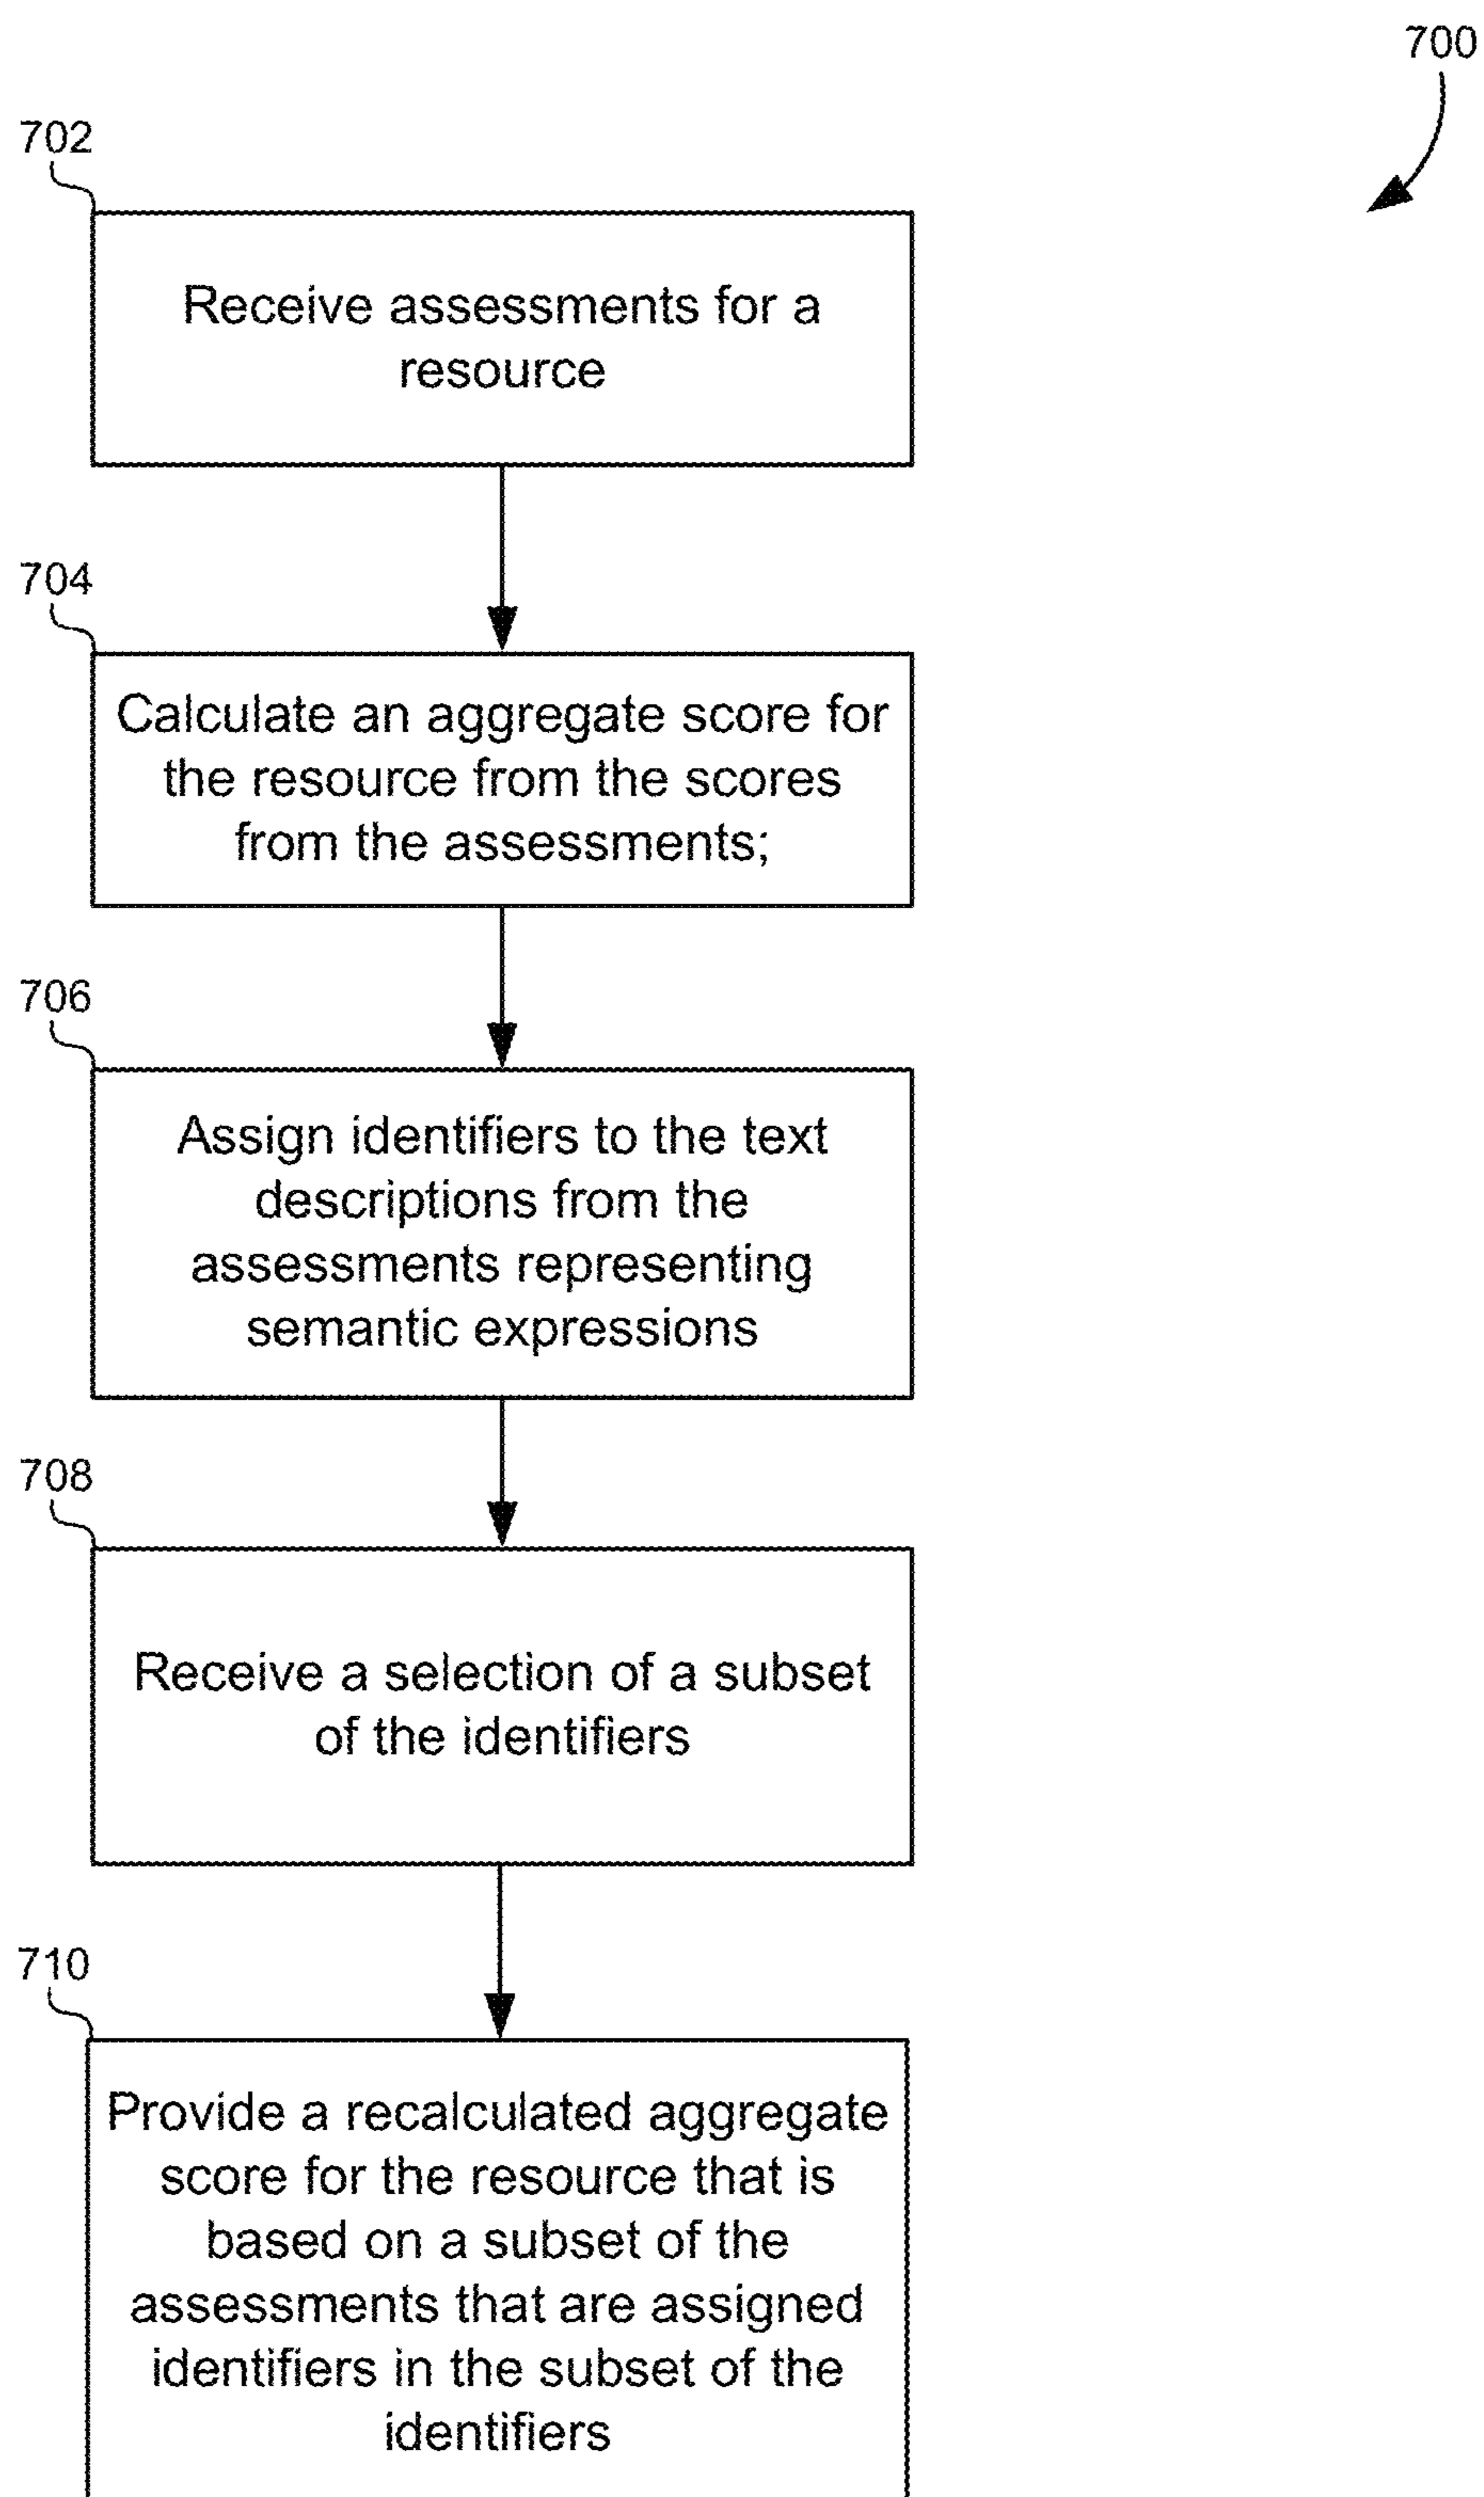 700
702
Receive assessments for a
resource
704
Calculate an aggregate score for
the resource from the scores
from the assessments;
706
Assign identifiers to the text
descriptions from the
assessments representing
semantic expressions
708
Receive a selection of a subset
of the identifiers
710
Provide a recalculated aggregate
score for the resource that is
based on a subset of the
assessments that are assigned
identifiers in the subset of the
identifiers